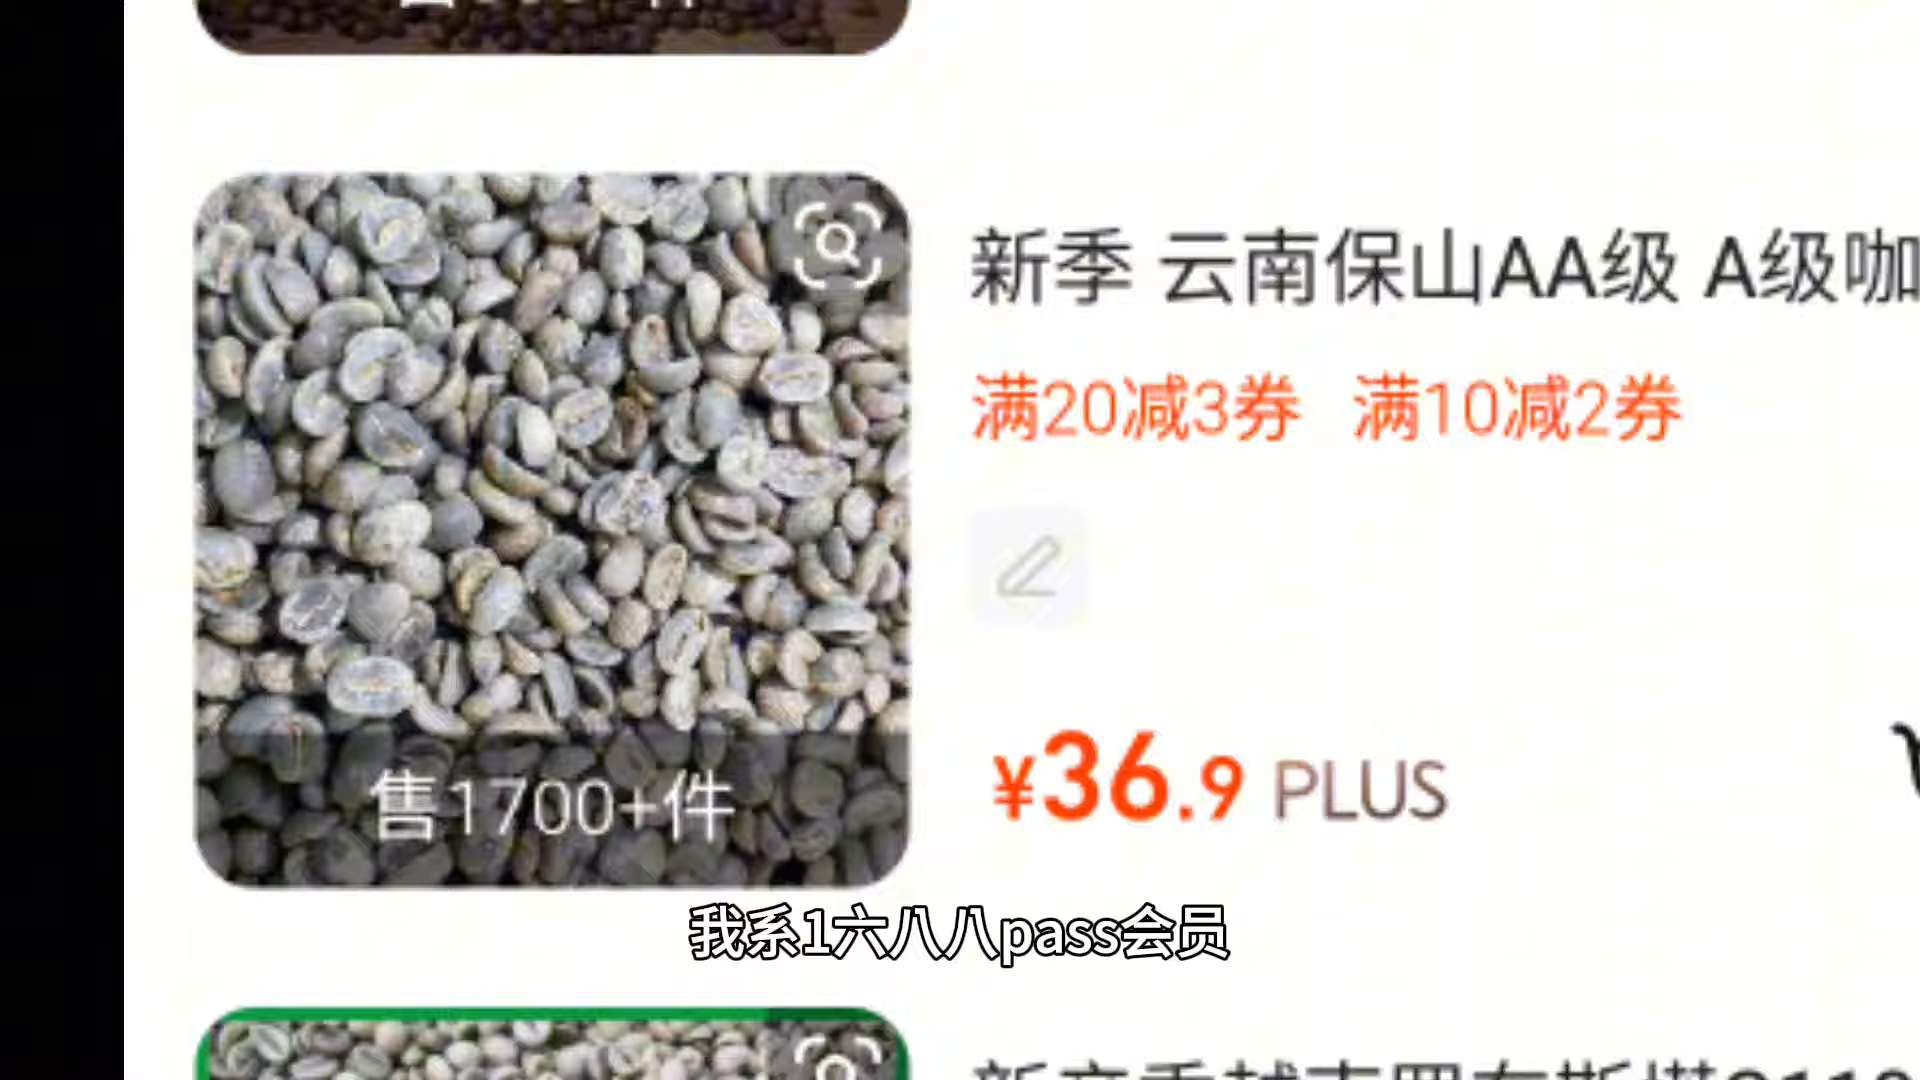 新季 云南保山AA级 A级咖
满20减3券 满10减2券
¥36.9 PLUS
售1700+件
我系1六八八pass会员